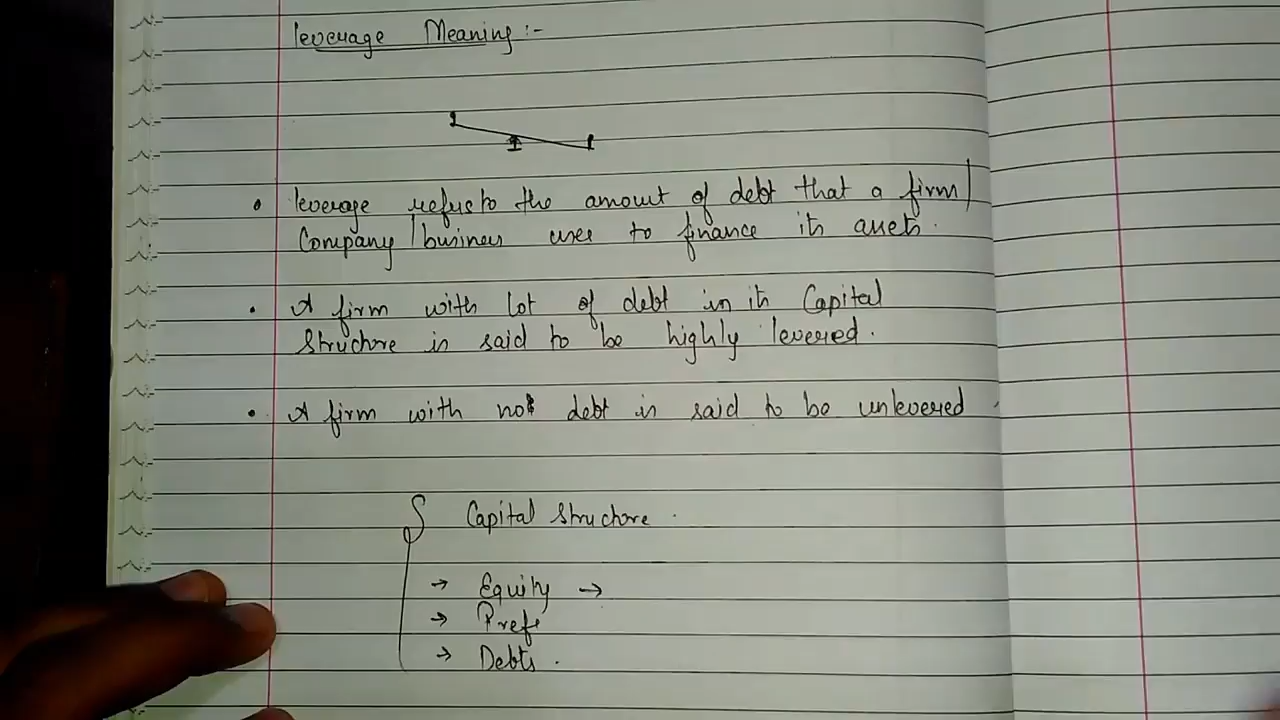 leverage Meaning :-
• leverage refers to the amount of debt that a firm/
Company/business uses to finance its assets.
• A firm with lot of debt in its Capital
Structure is said to be highly levered.
• A firm with no debt is said to be unlevered.
Capital Structure.
→ Equity →
→ Prefe
→ Debts.